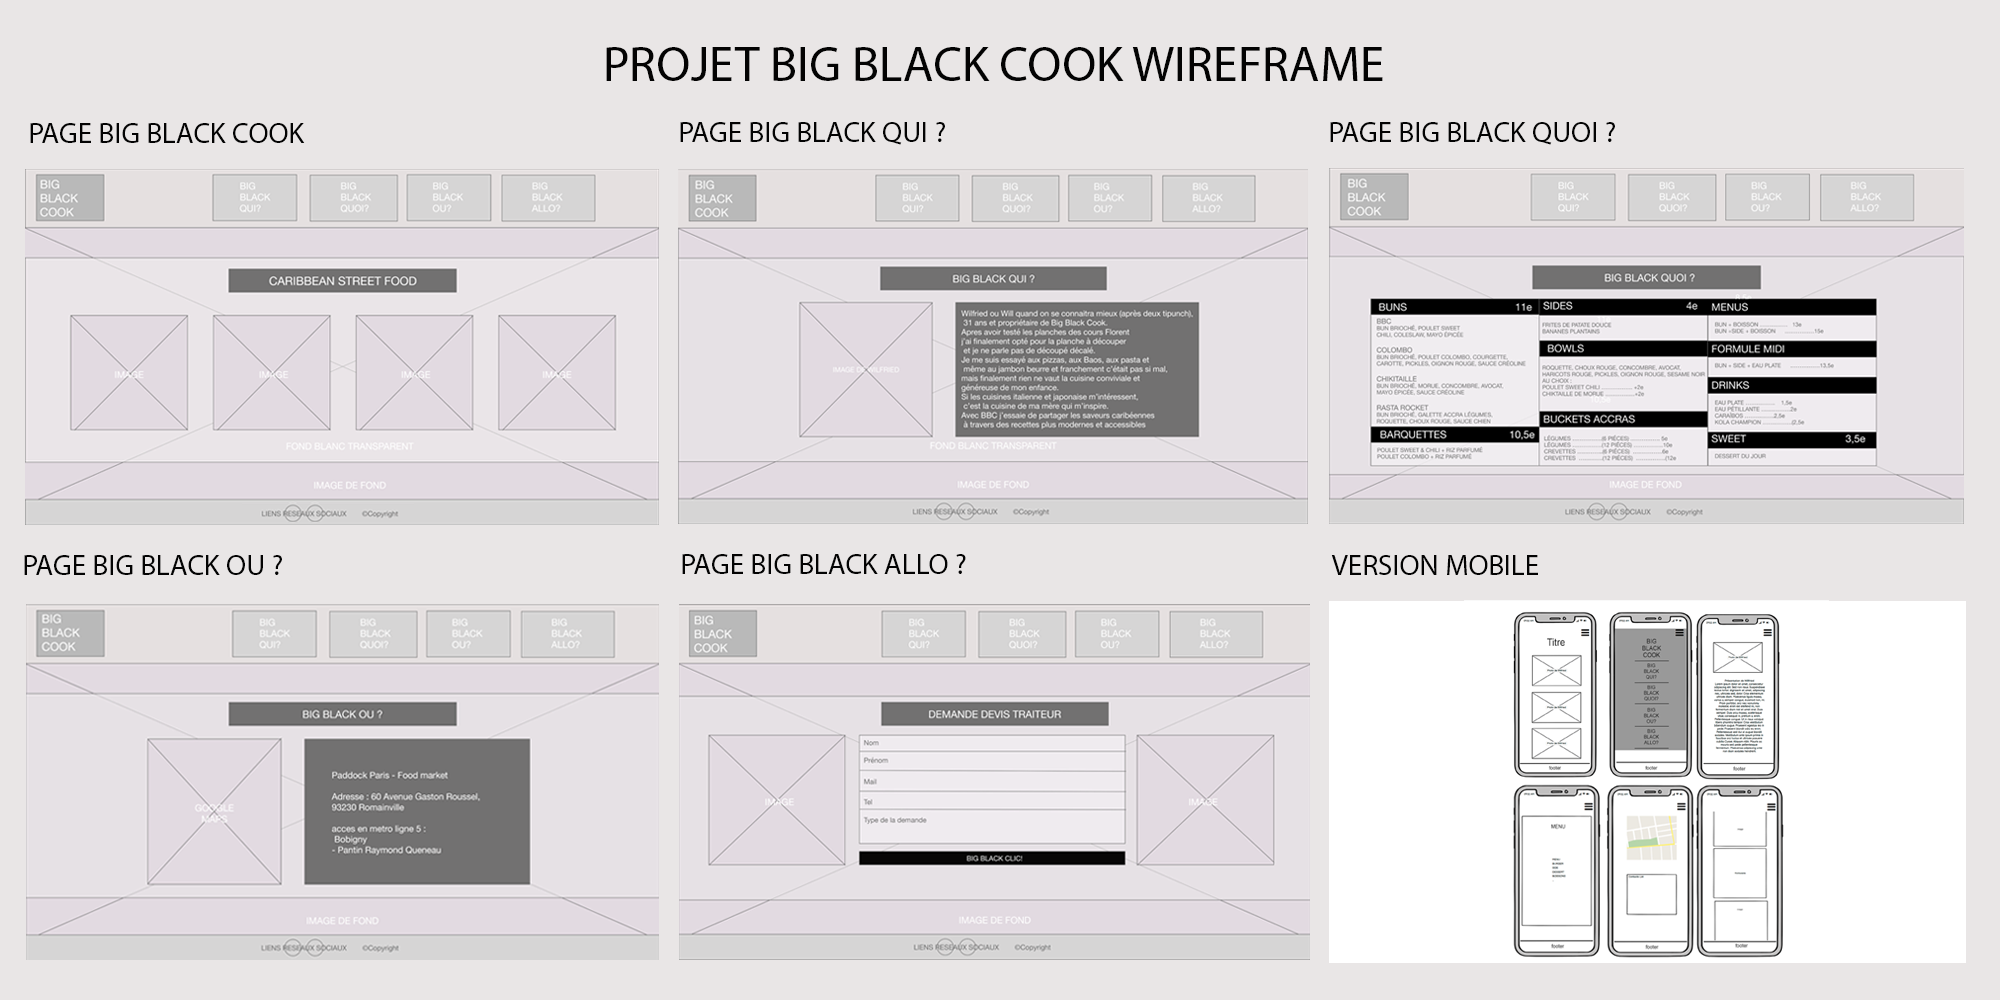 PROJET BIG BLACK COOK WIREFRAME
PAGE BIG BLACK COOK
BIG
BLACK
COOK
BIG
BLACK
QUI?
BIG
BLACK
QUOI?
BIG
BLACK
OU?
BIG
BLACK
ALLO?
CARIBBEAN STREET FOOD
IMAGE
IMAGE
IMAGE
IMAGE
FOND BLANC TRANSPARENT
IMAGE DE FOND
LIENS RESEAUX SOCIAUX ©Copyright
PAGE BIG BLACK QUI ?
BIG
BLACK
COOK
BIG
BLACK
QUI?
BIG
BLACK
QUOI?
BIG
BLACK
OU?
BIG
BLACK
ALLO?
BIG BLACK QUI ?
IMAGE DE WILFRIED
Wilfried ou Will quand on se connaitra mieux (après deux tipunch),
31 ans et propriétaire de Big Black Cook.
Apres avoir testé les planches des cours Florent
j'ai finalement opté pour la planche à découper
et je ne parle pas de découpé décalé.
Je me suis essayé aux pizzas, aux Baos, aux pasta et
même au jambon beurre et franchement c'était pas si mal,
mais finalement rien ne vaut la cuisine conviviale et
généreuse de mon enfance.
Si les cuisines italienne et japonaise m'intéressent,
c'est la cuisine de ma mère qui m'inspire.
Avec BBC j'essaie de partager les saveurs caribéennes
à travers des recettes plus modernes et accessibles
FOND BLANC TRANSPARENT
IMAGE DE FOND
LIENS RESEAUX SOCIAUX ©Copyright
PAGE BIG BLACK QUOI ?
BIG
BLACK
COOK
BIG
BLACK
QUI?
BIG
BLACK
QUOI?
BIG
BLACK
OU?
BIG
BLACK
ALLO?
BIG BLACK QUOI ?
BUNS 11e
BBC
BUN BRIOCHÉ, POULET SWEET
CHILI, COLESLAW, MAYO ÉPICÉE
COLOMBO
BUN BRIOCHÉ, POULET COLOMBO, COURGETTE,
CAROTTE, PICKLES, OIGNON ROUGE, SAUCE CRÉOLINE
CHIKITAILLE
BUN BRIOCHÉ, MORUE, CONCOMBRE, AVOCAT,
MAYO ÉPICÉE, SAUCE CRÉOLINE
RASTA ROCKET
BUN BRIOCHÉ, GALETTE ACCRA LÉGUMES,
ROQUETTE, CHOUX ROUGE, SAUCE CHIEN
BARQUETTES 10,5e
POULET SWEET & CHILI + RIZ PARFUMÉ
POULET COLOMBO + RIZ PARFUMÉ
SIDES 4e
FRITES DE PATATE DOUCE
BANANES PLANTAINS
BOWLS
ROQUETTE, CHOUX ROUGE, CONCOMBRE, AVOCAT,
HARICOTS ROUGE, PICKLES, OIGNON ROUGE, SESAME NOIR
AU CHOIX :
POULET SWEET CHILI ................ +2e
CHIKTAILLE DE MORUE ................ +2e
BUCKETS ACCRAS
LÉGUMES ............(6 PIÈCES) ............ 5e
LÉGUMES ............(12 PIÈCES) ............10e
CREVETTES ..........(6 PIÈCES) ............6e
CREVETTES ..........(12 PIÈCES) ...........(12e
MENUS
BUN + BOISSON ............... 13e
BUN +SIDE + BOISSON ...............15e
FORMULE MIDI
BUN + SIDE + EAU PLATE ...............13,5e
DRINKS
EAU PLATE ............... 1,5e
EAU PÉTILLANTE ...............2e
CARAÏBOS ...............2,5e
KOLA CHAMPION ...............(2,5e
SWEET 3,5e
DESSERT DU JOUR
IMAGE DE FOND
LIENS RESEAUX SOCIAUX ©Copyright
PAGE BIG BLACK OU ?
BIG
BLACK
COOK
BIG
BLACK
QUI?
BIG
BLACK
QUOI?
BIG
BLACK
OU?
BIG
BLACK
ALLO?
BIG BLACK OU ?
GOOGLE
MAPS
Paddock Paris - Food market
Adresse : 60 Avenue Gaston Roussel,
93230 Romainville
acces en metro ligne 5 :
Bobigny
- Pantin Raymond Queneau
IMAGE DE FOND
LIENS RESEAUX SOCIAUX ©Copyright
PAGE BIG BLACK ALLO ?
BIG
BLACK
COOK
BIG
BLACK
QUI?
BIG
BLACK
QUOI?
BIG
BLACK
OU?
BIG
BLACK
ALLO?
DEMANDE DEVIS TRAITEUR
IMAGE
Nom
Prénom
Mail
Tel
Type de la demande
BIG BLACK CLIC!
IMAGE
IMAGE DE FOND
LIENS RESEAUX SOCIAUX ©Copyright
VERSION MOBILE
Titre
footer
BIG
BLACK
COOK
BIG
BLACK
QUI?
BIG
BLACK
QUOI?
BIG
BLACK
OU?
BIG
BLACK
ALLO?
footer
footer
MENU
footer
footer
footer